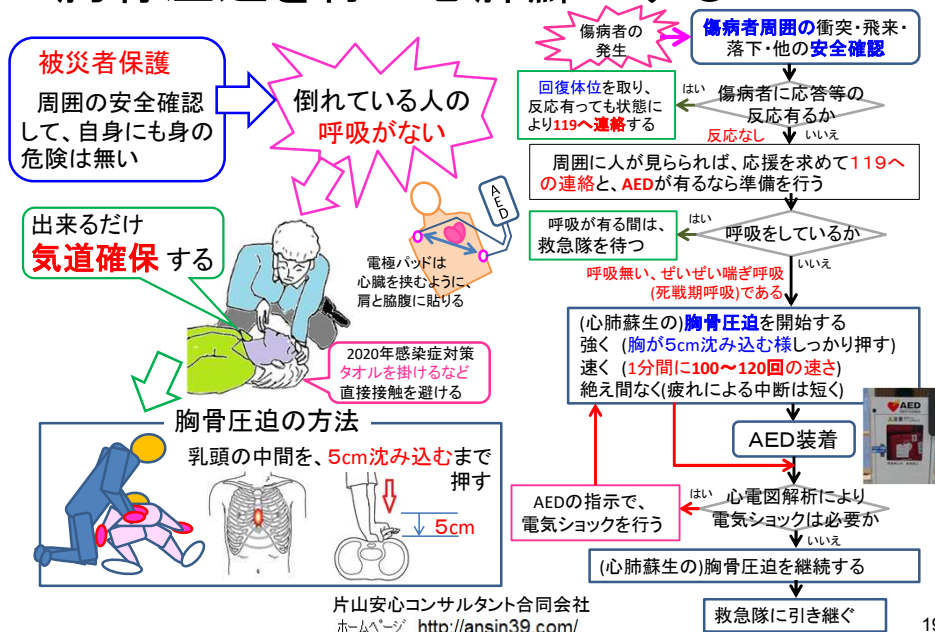 被災者保護
周囲の安全確認
して、自身にも身の
危険は無い
倒れている人の
呼吸がない
出来るだけ
気道確保 する
AED
電極パッドは
心臓を挟むように、
肩と脇腹に貼りる
2020年感染症対策
タオルを掛けるなど
直接接触を避ける
胸骨圧迫の方法
乳頭の中間を、5cm沈み込むまで
押す
5cm
傷病者の
発生
傷病者周囲の衝突・飛来・
落下・他の安全確認
傷病者に応答等の
反応有るか
はい
回復体位を取り、
反応有っても状態に
より119へ連絡する
反応なし
いいえ
周囲に人が見らられば、応援を求めて119へ
の連絡と、AEDが有るなら準備を行う
呼吸をしているか
はい
呼吸が有る間は、
救急隊を待つ
いいえ
呼吸無い、ぜいぜい喘ぎ呼吸
(死戦期呼吸)である
(心肺蘇生の)胸骨圧迫を開始する
強く (胸が5cm沈み込む様しっかり押す)
速く (1分間に100～120回の速さ)
絶え間なく(疲れによる中断は短く)
AED
AED装着
心電図解析により
電気ショックは必要か
はい
AEDの指示で、
電気ショックを行う
いいえ
(心肺蘇生の)胸骨圧迫を継続する
救急隊に引き継ぐ
片山安心コンサルタント合同会社
ホームページ http://ansin39.com/